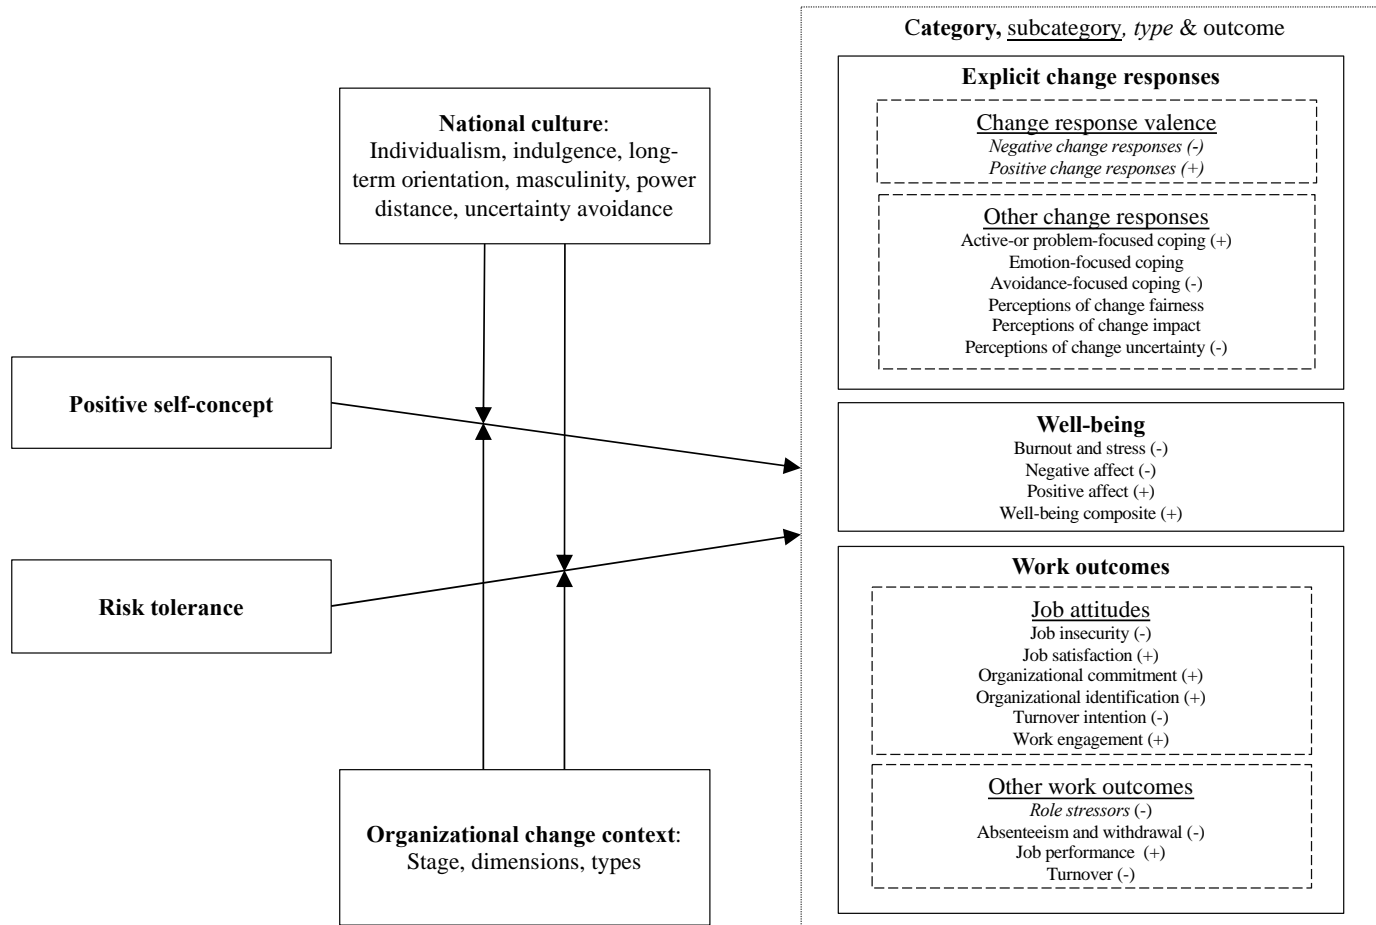 Category, subcategory, type & outcome
Explicit change responses
Change response valence
Negative change responses (-)
Positive change responses (+)
Other change responses
Active-or problem-focused coping (+)
Emotion-focused coping
Avoidance-focused coping (-)
Perceptions of change fairness
Perceptions of change impact
Perceptions of change uncertainty (-)
National culture:
Individualism, indulgence, long-
term orientation, masculinity, power
distance, uncertainty avoidance
Positive self-concept
Well-being
Burnout and stress (-)
Negative affect (-)
Positive affect (+)
Well-being composite (+)
Risk tolerance
Work outcomes
Job attitudes
Job insecurity (-)
Job satisfaction (+)
Organizational commitment (+)
Organizational identification (+)
Turnover intention (-)
Work engagement (+)
Other work outcomes
Role stressors (-)
Absenteeism and withdrawal (-)
Job performance  (+)
Turnover (-)
Organizational change context:
Stage, dimensions, types